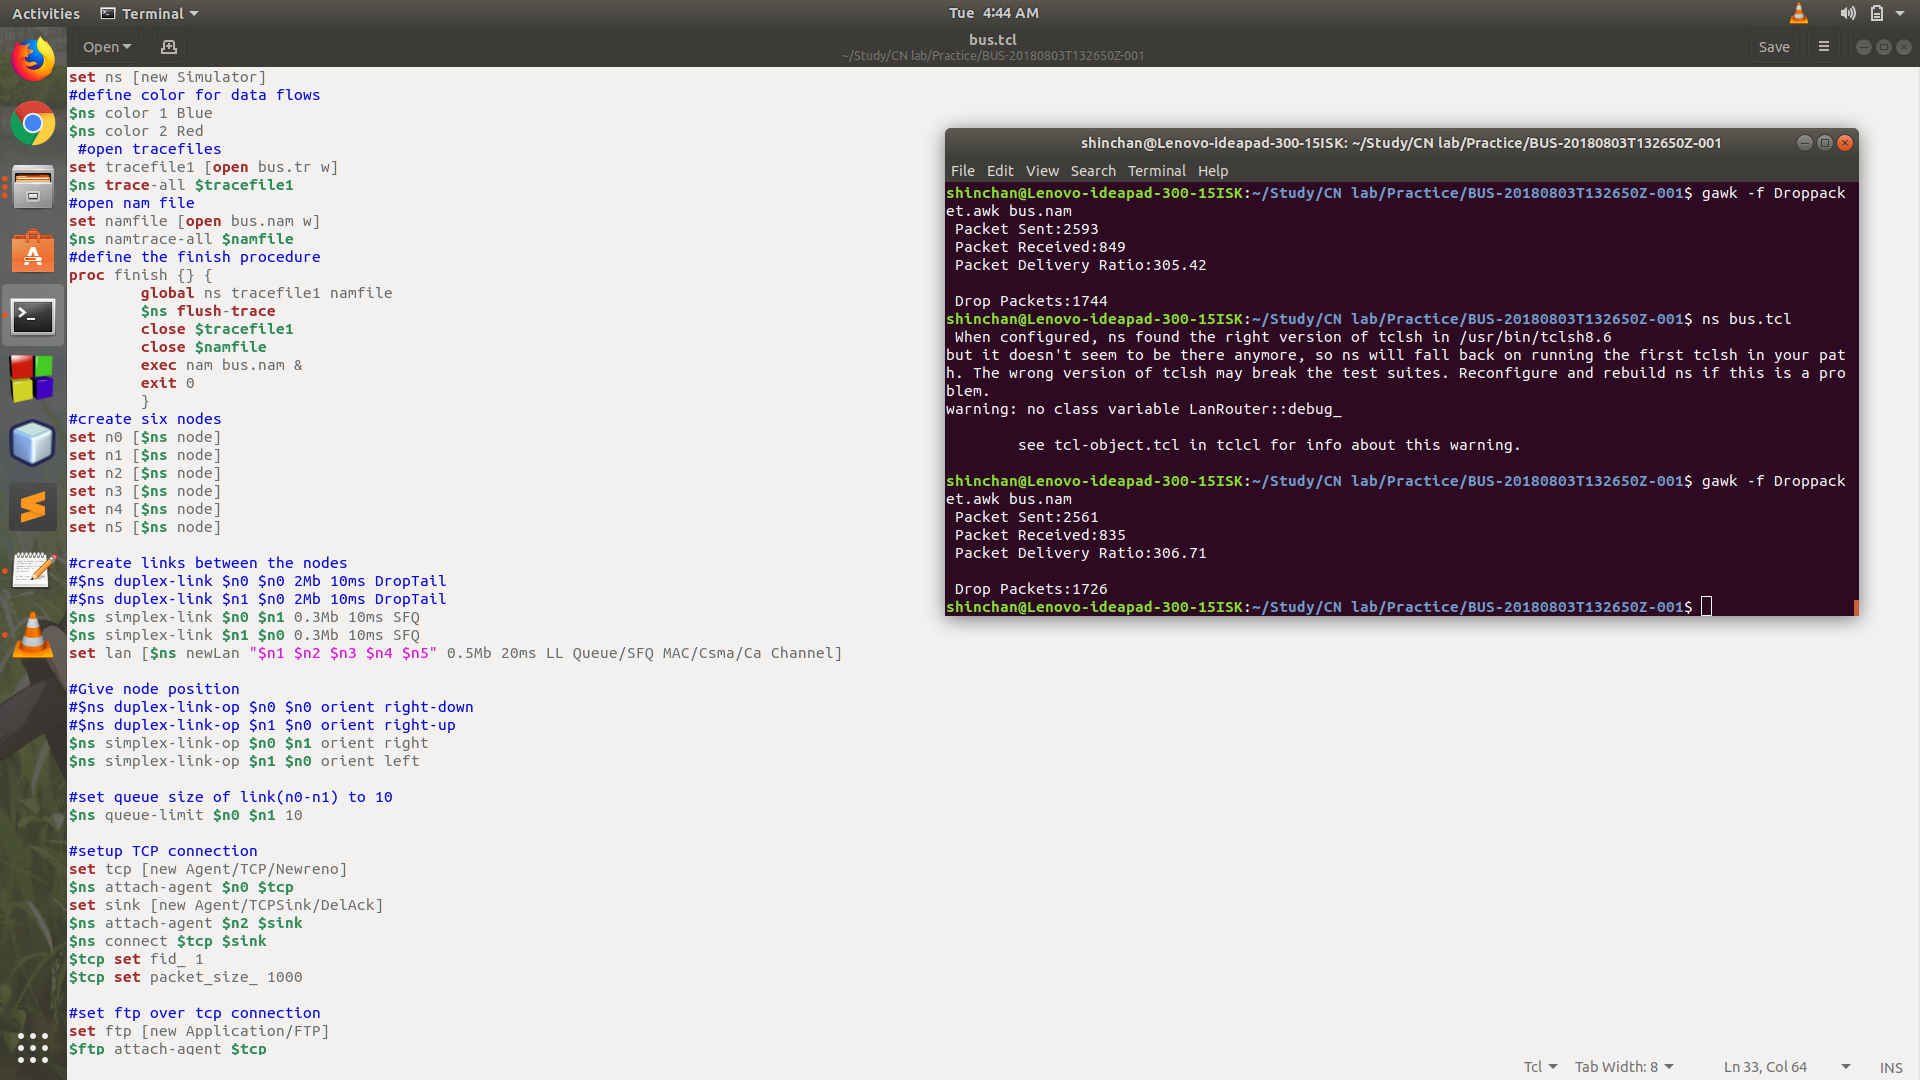 Activities
Terminal
Tue 4:44 AM
Open
bus.tcl
~/Study/CN lab/Practice/BUS-20180803T132650Z-001
Save
set ns [new Simulator]
#define color for data flows
$ns color 1 Blue
$ns color 2 Red
#open tracefiles
set tracefile1 [open bus.tr w]
$ns trace-all $tracefile1
#open nam file
set namfile [open bus.nam w]
$ns namtrace-all $namfile
#define the finish procedure
proc finish {} {
global ns tracefile1 namfile
$ns flush-trace
close $tracefile1
close $namfile
exec nam bus.nam &
exit 0
}
#create six nodes
set n0 [$ns node]
set n1 [$ns node]
set n2 [$ns node]
set n3 [$ns node]
set n4 [$ns node]
set n5 [$ns node]
#create links between the nodes
#$ns duplex-link $n0 $n0 2Mb 10ms DropTail
#$ns duplex-link $n1 $n0 2Mb 10ms DropTail
$ns simplex-link $n0 $n1 0.3Mb 10ms SFQ
$ns simplex-link $n1 $n0 0.3Mb 10ms SFQ
set lan [$ns newLan "$n1 $n2 $n3 $n4 $n5" 0.5Mb 20ms LL Queue/SFQ MAC/Csma/Ca Channel]
#Give node position
#$ns duplex-link-op $n0 $n0 orient right-down
#$ns duplex-link-op $n1 $n0 orient right-up
$ns simplex-link-op $n0 $n1 orient right
$ns simplex-link-op $n1 $n0 orient left
#set queue size of link(n0-n1) to 10
$ns queue-limit $n0 $n1 10
#setup TCP connection
set tcp [new Agent/TCP/Newreno]
$ns attach-agent $n0 $tcp
set sink [new Agent/TCPSink/DelAck]
$ns attach-agent $n2 $sink
$ns connect $tcp $sink
$tcp set fid_ 1
$tcp set packet_size_ 1000
#set ftp over tcp connection
set ftp [new Application/FTP]
$ftp attach-agent $tcp
shinchan@Lenovo-ideapad-300-15ISK: ~/Study/CN lab/Practice/BUS-20180803T132650Z-001
File Edit View Search Terminal Help
shinchan@Lenovo-ideapad-300-15ISK:~/Study/CN lab/Practice/BUS-20180803T132650Z-001$ gawk -f Droppack
et.awk bus.nam
Packet Sent:2593
Packet Received:849
Packet Delivery Ratio:305.42
Drop Packets:1744
shinchan@Lenovo-ideapad-300-15ISK:~/Study/CN lab/Practice/BUS-20180803T132650Z-001$ ns bus.tcl
When configured, ns found the right version of tclsh in /usr/bin/tclsh8.6
but it doesn't seem to be there anymore, so ns will fall back on running the first tclsh in your pat
h. The wrong version of tclsh may break the test suites. Reconfigure and rebuild ns if this is a pro
blem.
warning: no class variable LanRouter::debug_
see tcl-object.tcl in tclcl for info about this warning.
shinchan@Lenovo-ideapad-300-15ISK:~/Study/CN lab/Practice/BUS-20180803T132650Z-001$ gawk -f Droppack
et.awk bus.nam
Packet Sent:2561
Packet Received:835
Packet Delivery Ratio:306.71
Drop Packets:1726
shinchan@Lenovo-ideapad-300-15ISK:~/Study/CN lab/Practice/BUS-20180803T132650Z-001$
Tcl
Tab Width: 8
Ln 33, Col 64
INS